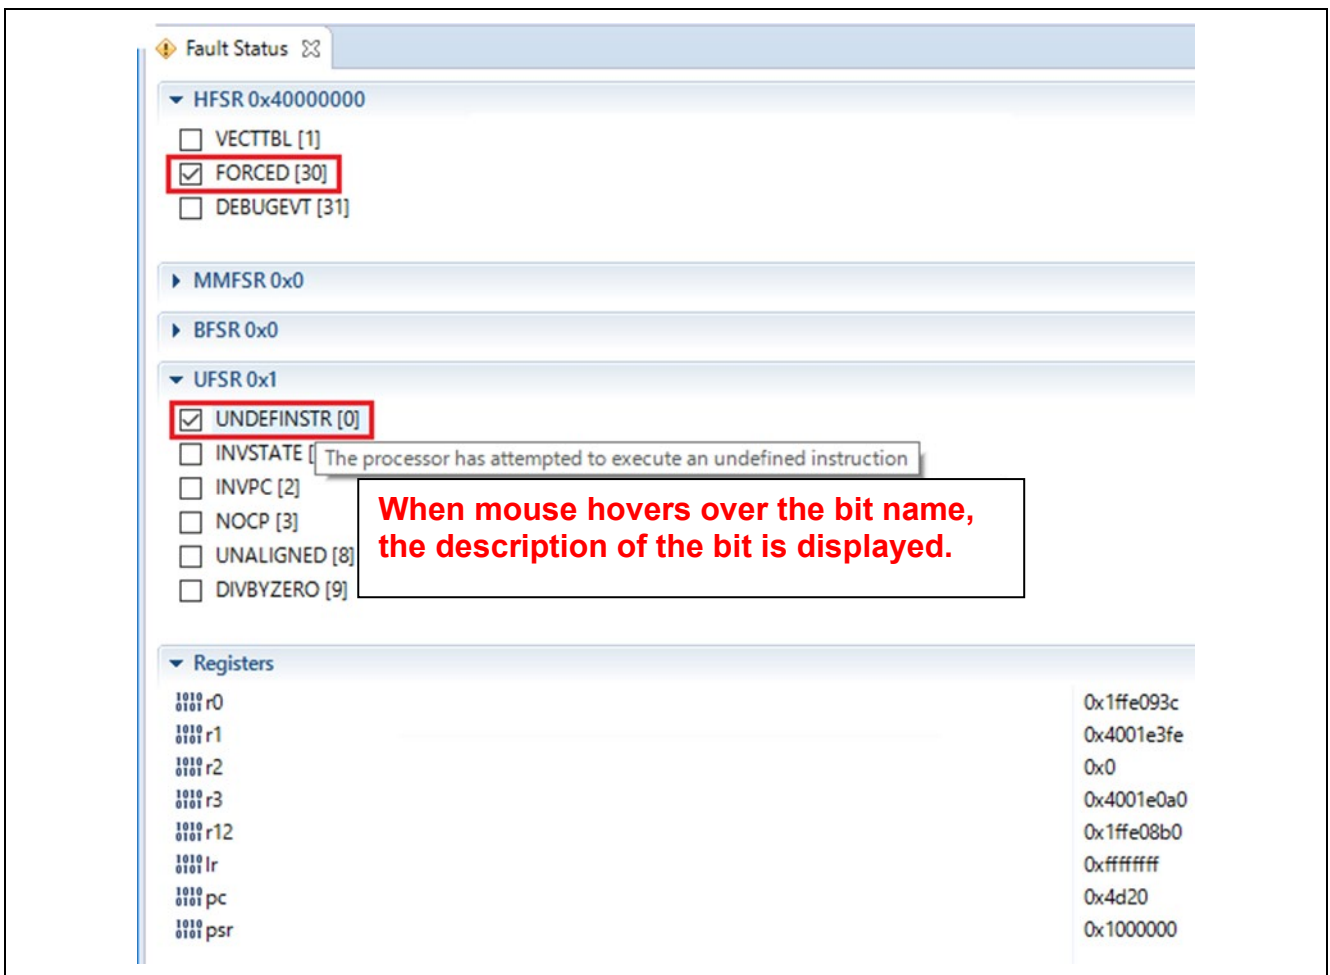 Fault Status
HFSR 0x40000000
VECTTBL [1]
FORCED [30]
DEBUGEVT [31]
MMFSR 0x0
BFSR 0x0
UFSR 0x1
UNDEFINSTR [0]
INVSTATE [
The processor has attempted to execute an undefined instruction
INVPC [2]
When mouse hovers over the bit name,
NOCP [3]
the description of the bit is displayed.
UNALIGNED [8]
DIVBYZERO [9]
Registers
r0 0x1ffe093c
r1 0x4001e3fe
r2 0x0
r3 0x4001e0a0
r12 0x1ffe08b0
lr 0xffffffff
pc 0x4d20
psr 0x1000000